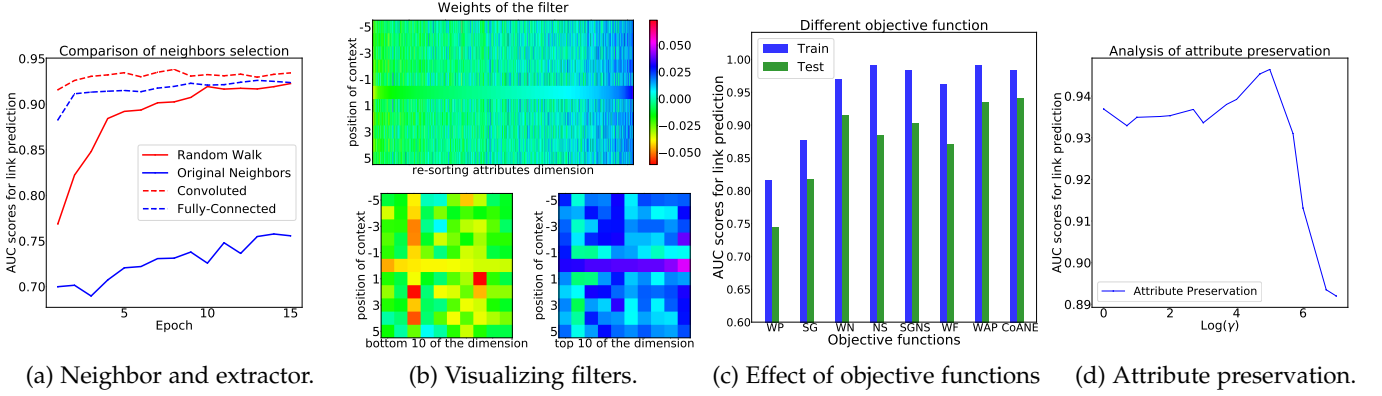 Comparison of neighbors selection
AUC scores for link prediction
0.95
0.90
0.85
0.80
0.75
0.70
Random Walk
Original Neighbors
Convoluted
Fully-Connected
5
10
15
Epoch
(a) Neighbor and extractor.
Weights of the filter
position of context
-5
-3
-1
1
3
5
re-sorting attributes dimension
0.050
0.025
0.000
−0.025
−0.050
position of context
-5
-3
-1
1
3
5
bottom 10 of the dimension
position of context
-5
-3
-1
1
3
5
top 10 of the dimension
(b) Visualizing filters.
Different objective function
AUC scores for link prediction
1.00
0.95
0.90
0.85
0.80
0.75
0.70
0.65
0.60
Train
Test
WP SG WN NS SGNS WF WAP CoANE
Objective functions
(c) Effect of objective functions
Analysis of attribute preservation
AUC scores for link prediction
0.94
0.93
0.92
0.91
0.90
0.89
Attribute Preservation
0 2 4 6
Log(γ)
(d) Attribute preservation.